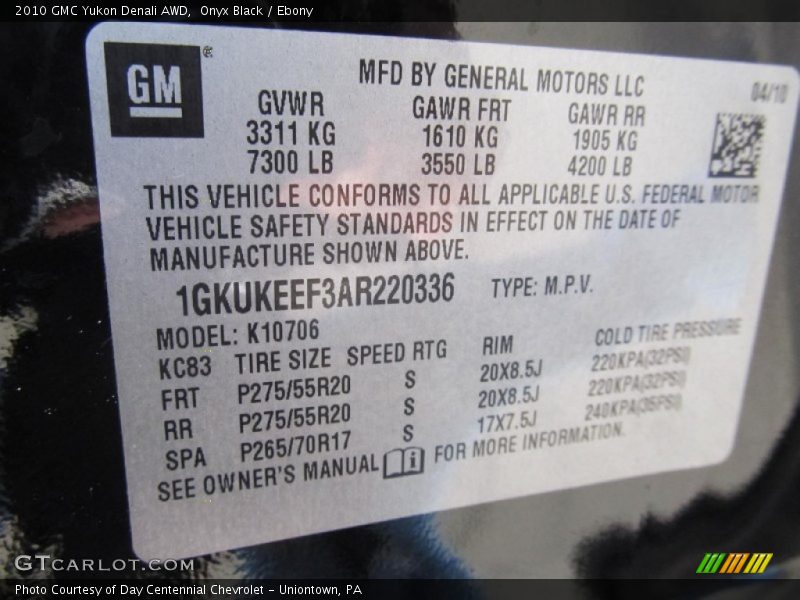 2010 GMC Yukon Denali AWD,  Onyx Black / Ebony
GM®
MFD BY GENERAL MOTORS LLC
04/10
GVWR GAWR FRT GAWR RR
3311 KG 1610 KG 1905 KG
7300 LB 3550 LB 4200 LB
THIS VEHICLE CONFORMS TO ALL APPLICABLE U.S. FEDERAL MOTOR
VEHICLE SAFETY STANDARDS IN EFFECT ON THE DATE OF
MANUFACTURE SHOWN ABOVE.
1GKUKEEF3AR220336 TYPE: M.P.V.
MODEL: K10706
KC83 TIRE SIZE SPEED RTG RIM COLD TIRE PRESSURE
FRT P275/55R20 S 20X8.5J 220KPA(32PSI)
RR P275/55R20 S 20X8.5J 220KPA(32PSI)
SPA P265/70R17 S 17X7.5J 240KPA(35PSI)
SEE OWNER'S MANUAL i FOR MORE INFORMATION.
GTCARLOT.COM
Photo Courtesy of Day Centennial Chevrolet - Uniontown, PA